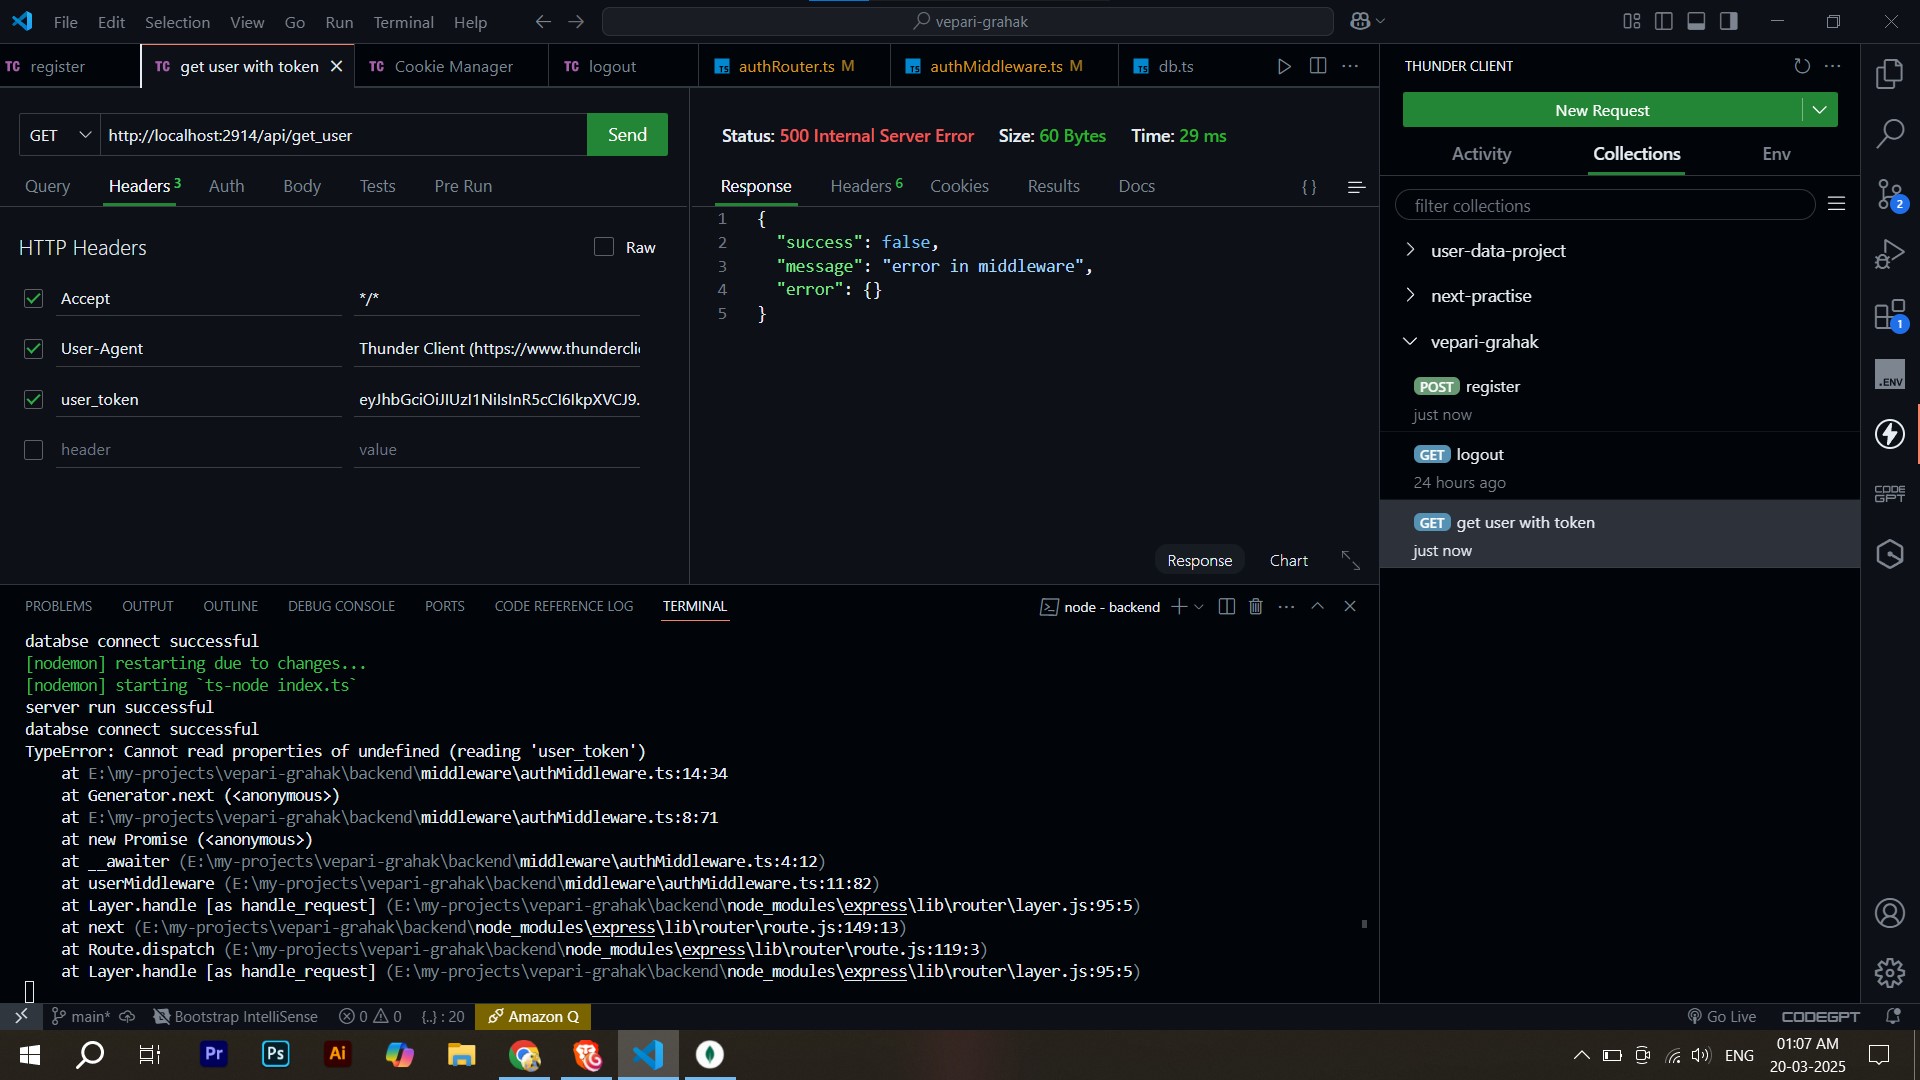 File Edit Selection View Go Run Terminal Help
vepari-grahak
TC register
TC get user with token
TC Cookie Manager
TC logout
TS authRouter.ts M
TS authMiddleware.ts M
TS db.ts
GET http://localhost:2914/api/get_user Send
Query Headers 3 Auth Body Tests Pre Run
HTTP Headers Raw
Accept */*
User-Agent Thunder Client (https://www.thundercli
user_token eyJhbGciOiJIUzI1NiIsInR5cCI6IkpXVCJ9.
header value
Status: 500 Internal Server Error Size: 60 Bytes Time: 29 ms
Response Headers 6 Cookies Results Docs { }
1 {
2 "success": false,
3 "message": "error in middleware",
4 "error": {}
5 }
Response Chart
THUNDER CLIENT
New Request
Activity Collections Env
filter collections
user-data-project
next-practise
vepari-grahak
POST register
just now
GET logout
24 hours ago
GET get user with token
just now
2
1
.ENV
CODE
GPT
PROBLEMS OUTPUT OUTLINE DEBUG CONSOLE PORTS CODE REFERENCE LOG TERMINAL
node - backend
databse connect successful
[nodemon] restarting due to changes...
[nodemon] starting `ts-node index.ts`
server run successful
databse connect successful
TypeError: Cannot read properties of undefined (reading 'user_token')
at E:\my-projects\vepari-grahak\backend\middleware\authMiddleware.ts:14:34
at Generator.next (<anonymous>)
at E:\my-projects\vepari-grahak\backend\middleware\authMiddleware.ts:8:71
at new Promise (<anonymous>)
at __awaiter (E:\my-projects\vepari-grahak\backend\middleware\authMiddleware.ts:4:12)
at userMiddleware (E:\my-projects\vepari-grahak\backend\middleware\authMiddleware.ts:11:82)
at Layer.handle [as handle_request] (E:\my-projects\vepari-grahak\backend\node_modules\express\lib\router\layer.js:95:5)
at next (E:\my-projects\vepari-grahak\backend\node_modules\express\lib\router\route.js:149:13)
at Route.dispatch (E:\my-projects\vepari-grahak\backend\node_modules\express\lib\router\route.js:119:3)
at Layer.handle [as handle_request] (E:\my-projects\vepari-grahak\backend\node_modules\express\lib\router\layer.js:95:5)
main* Bootstrap IntelliSense 0 0 {..} : 20 Amazon Q Go Live CODEGPT
Pr Ps Ai
ENG
01:07 AM
20-03-2025